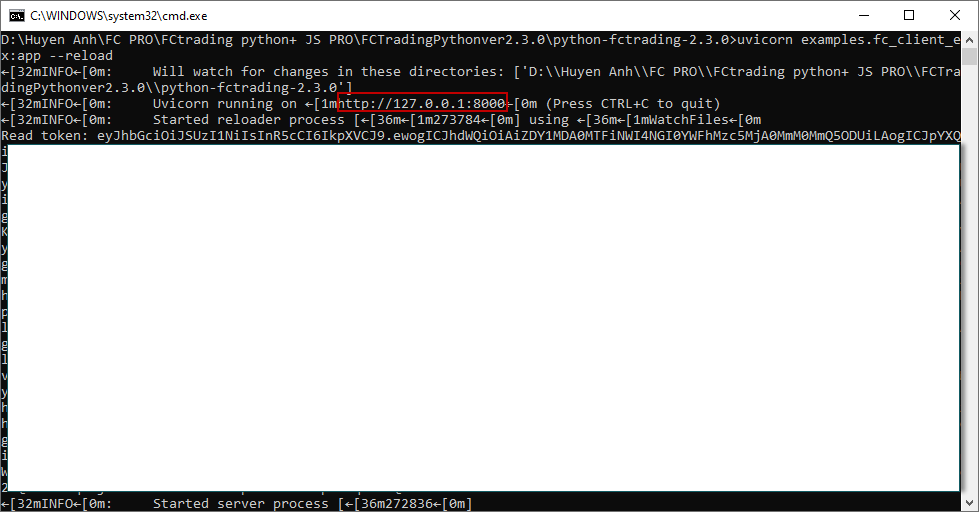 C:\WINDOWS\system32\cmd.exe
D:\Huyen Anh\FC PRO\FCtrading python+ JS PRO\FCTradingPythonver2.3.0\python-fctrading-2.3.0>uvicorn examples.fc_client_e
x:app --reload
←[32mINFO←[0m:     Will watch for changes in these directories: ['D:\\Huyen Anh\\FC PRO\\FCtrading python+ JS PRO\\FCTra
dingPythonver2.3.0\\python-fctrading-2.3.0']
←[32mINFO←[0m:     Uvicorn running on ←[1mhttp://127.0.0.1:8000←[0m (Press CTRL+C to quit)
←[32mINFO←[0m:     Started reloader process [←[36m←[1m273784←[0m] using ←[36m←[1mWatchFiles←[0m
Read token: eyJhbGciOiJSUzI1NiIsInR5cCI6IkpXVCJ9.ewogICJhdWQiOiAiZDY1MDA0MTFiNWI4NGI0YWFhMzc5MjA0MmM0MmQ5ODUiLAogICJpYXQ
i
J
y
i
g
K
y
g
m
h
p
l
g
l
v
y
h
h
g
i
W
2
←[32mINFO←[0m:     Started server process [←[36m272836←[0m]